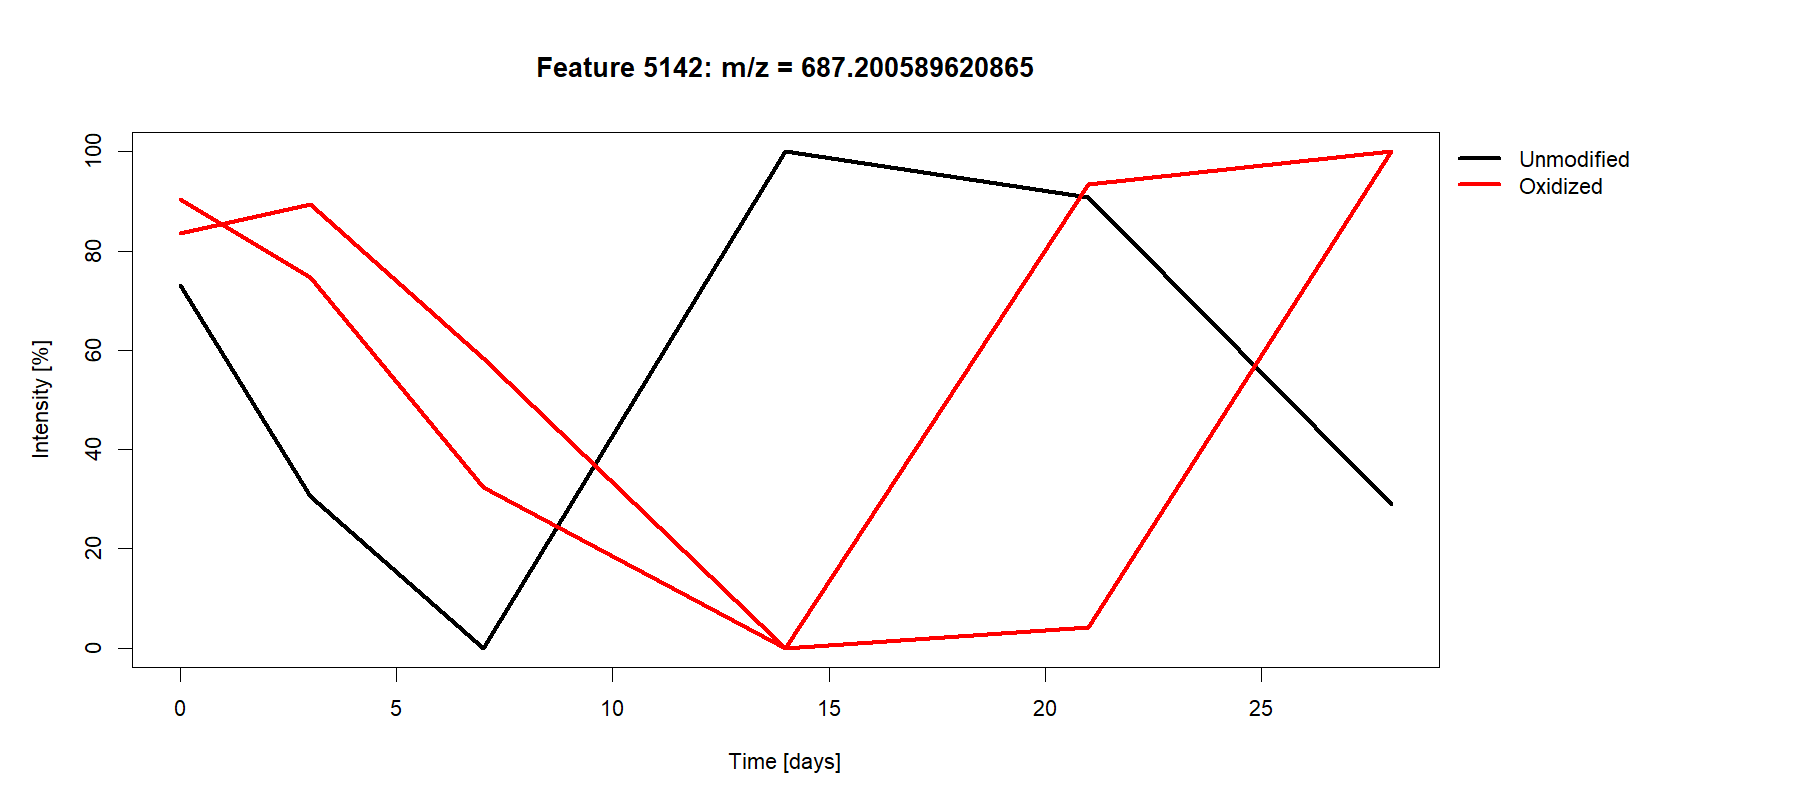 Feature 5142: m/z = 687.200589620865
Unmodified
Oxidized
Intensity [%]
100
80
60
40
20
0
0 5 10 15 20 25
Time [days]